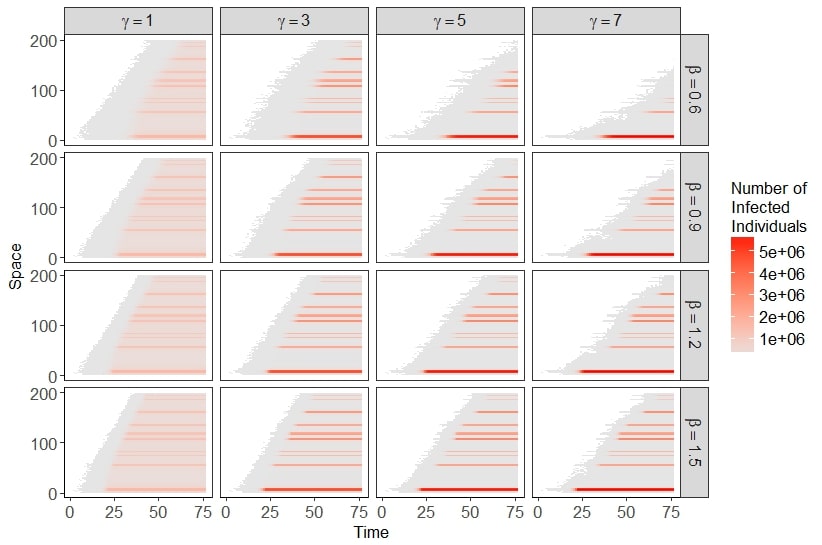 γ = 1
γ = 3
γ = 5
γ = 7
200
100
0
β = 0.6
200
100
0
β = 0.9
200
100
0
β = 1.2
200
100
0
β = 1.5
0 25 50 75
0 25 50 75
0 25 50 75
0 25 50 75
Time
Space
Number of
Infected
Individuals
5e+06
4e+06
3e+06
2e+06
1e+06